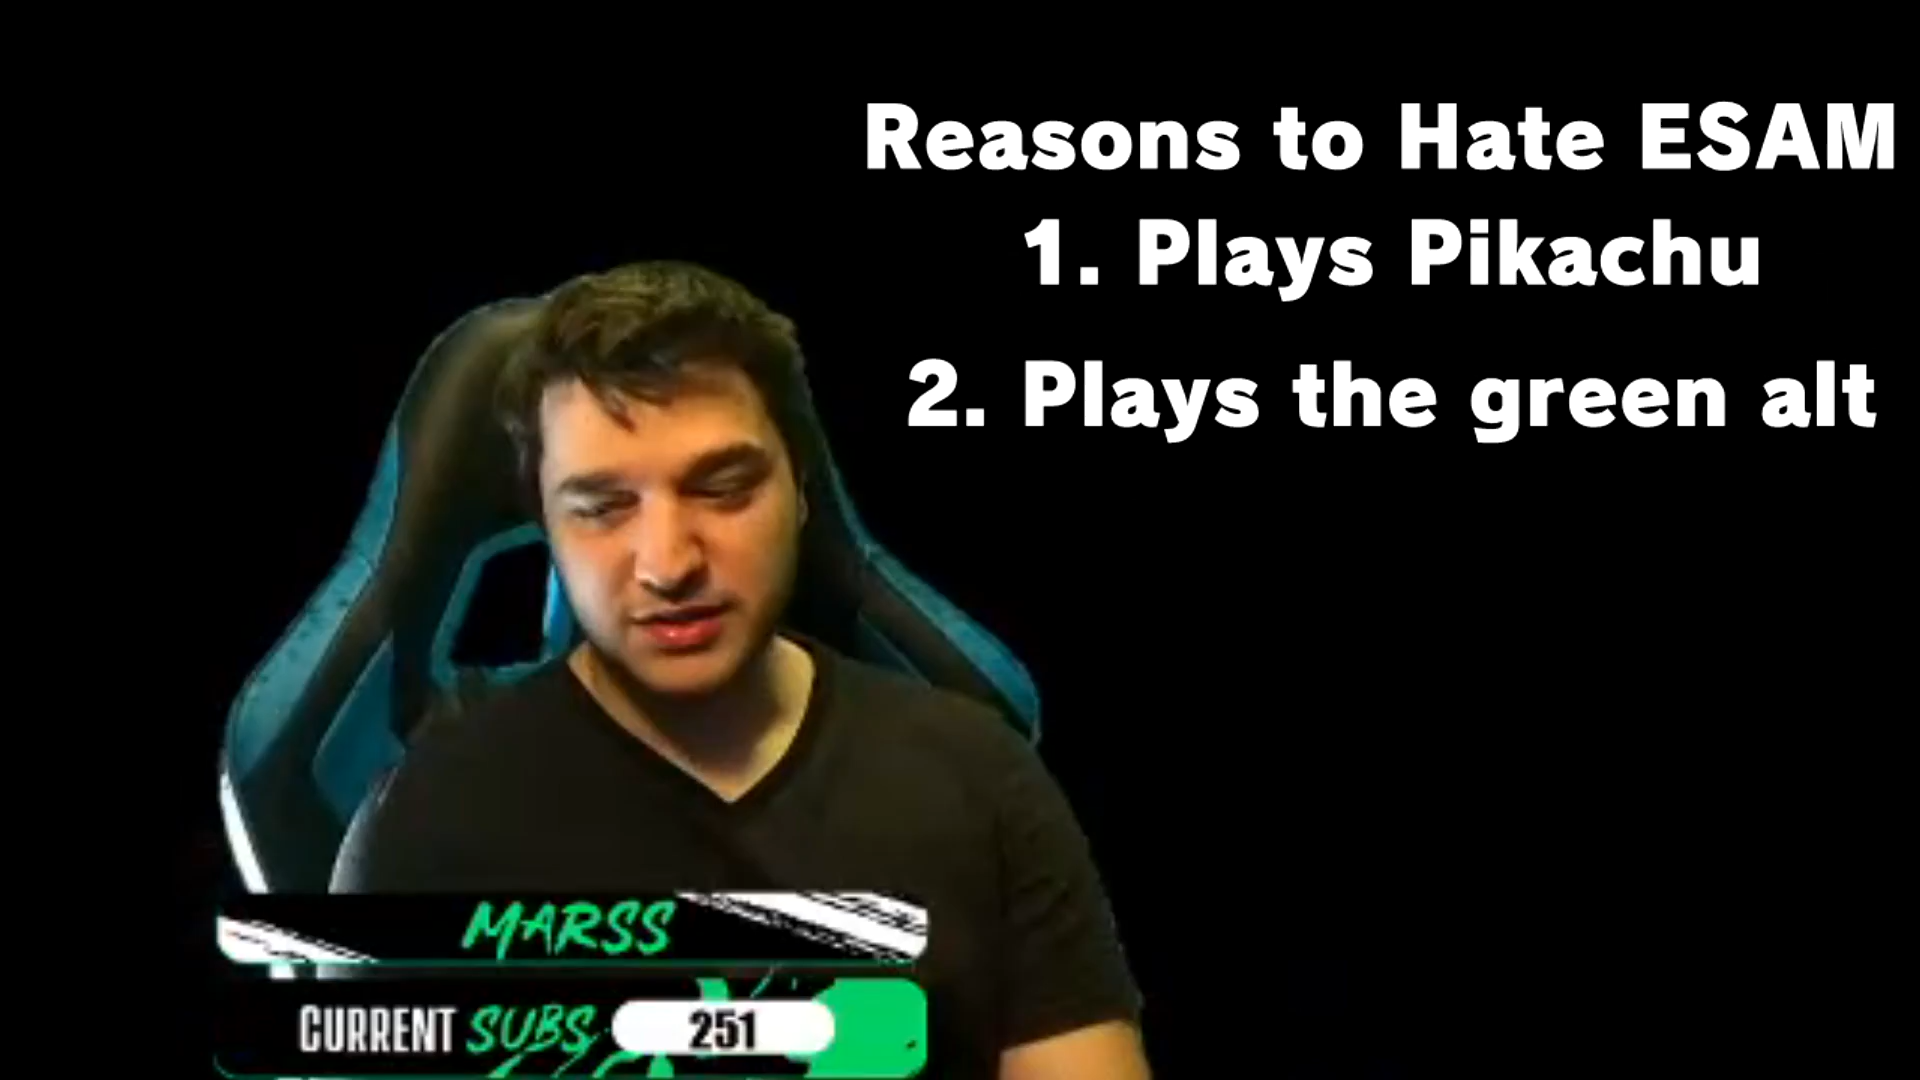 Reasons to Hate ESAM
1. Plays Pikachu
2. Plays the green alt
MARSS
CURRENT SUBS 251